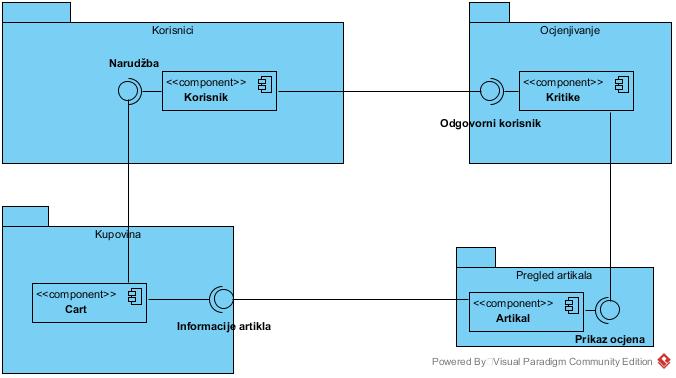 Korisnici
Ocjenjivanje
Narudžba
<<component>>
Korisnik
<<component>>
Kritike
Odgovorni korisnik
Kupovina
Pregled artikala
<<component>>
Cart
<<component>>
Artikal
Informacije artikla
Prikaz ocjena
Powered By Visual Paradigm Community Edition